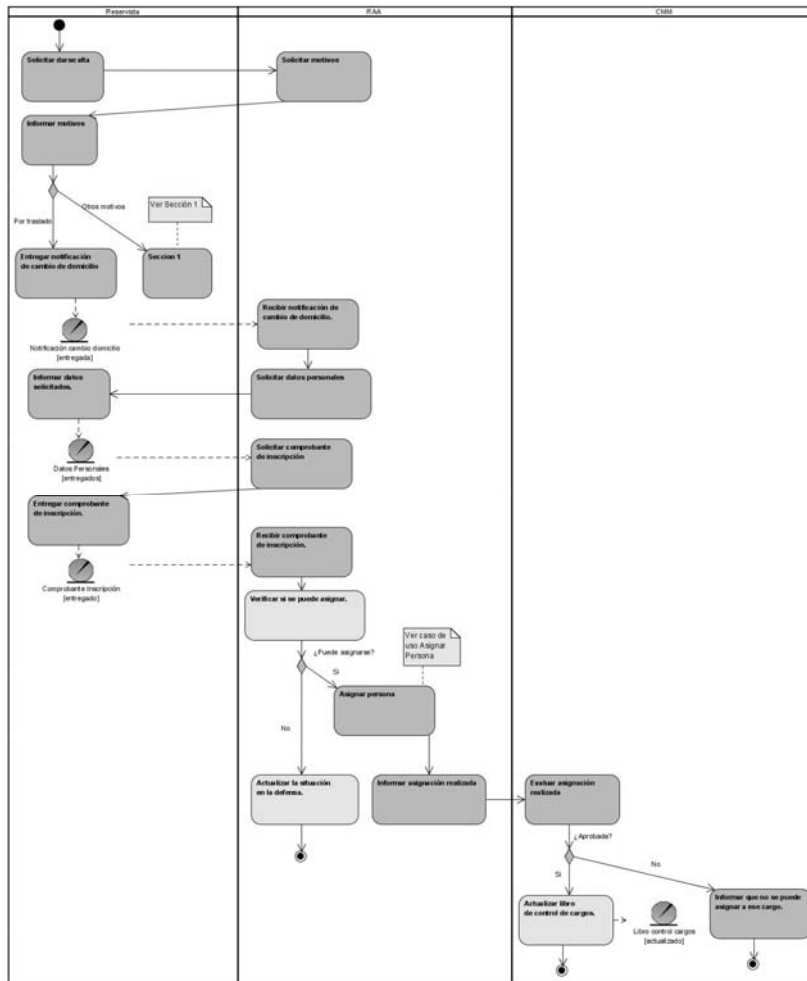 Reservista
RAA
CMM
Solicitar darse alta
Solicitar motivos
Informar motivos
Otros motivos
Ver Sección 1
Por traslado
Entregar notificación
de cambio de domicilio
Seccion 1
Recibir notificación de
cambio de domicilio.
Notificación cambio domicilio
[entregada]
Informar datos
solicitados.
Solicitar datos personales
Solicitar comprobante
de inscripción
Datos Personales
[entregados]
Entregar comprobante
de inscripción.
Recibir comprobante
de inscripción.
Comprobante Inscripción
[entregado]
Verificar si se puede asignar.
Ver caso de
uso Asignar
Persona
¿Puede asignarse?
Si
Asignar persona
No
Actualizar la situación
en la defensa.
Informar asignación realizada
Evaluar asignación
realizada
¿Aprobada?
No
Si
Actualizar libro
de control de cargos.
Libro control cargos
[actualizado]
Informar que no se puede
asignar a ese cargo.